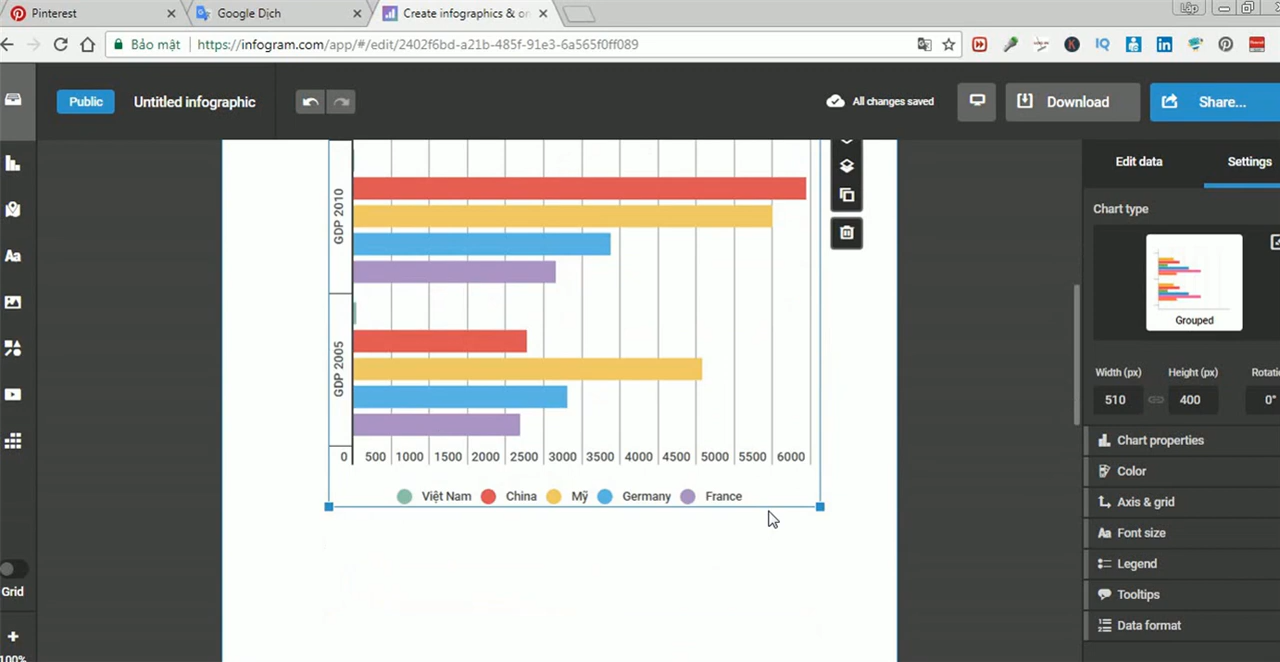 Pinterest
Google Dịch
Create infographics & on
Lập
Bảo mật
https://infogram.com/app/#/edit/2402f6bd-a21b-485f-91e3-6a565f0ff089
IQ
Public
Untitled infographic
All changes saved
Download
Share...
Edit data
Settings
Chart type
Grouped
Width (px)
Height (px)
Rotati
510
400
0°
Chart properties
Color
Axis & grid
Aa Font size
Legend
Tooltips
Data format
Aa
Grid
100%
GDP 2010
GDP 2005
0 500 1000 1500 2000 2500 3000 3500 4000 4500 5000 5500 6000
Việt Nam China Mỹ Germany France